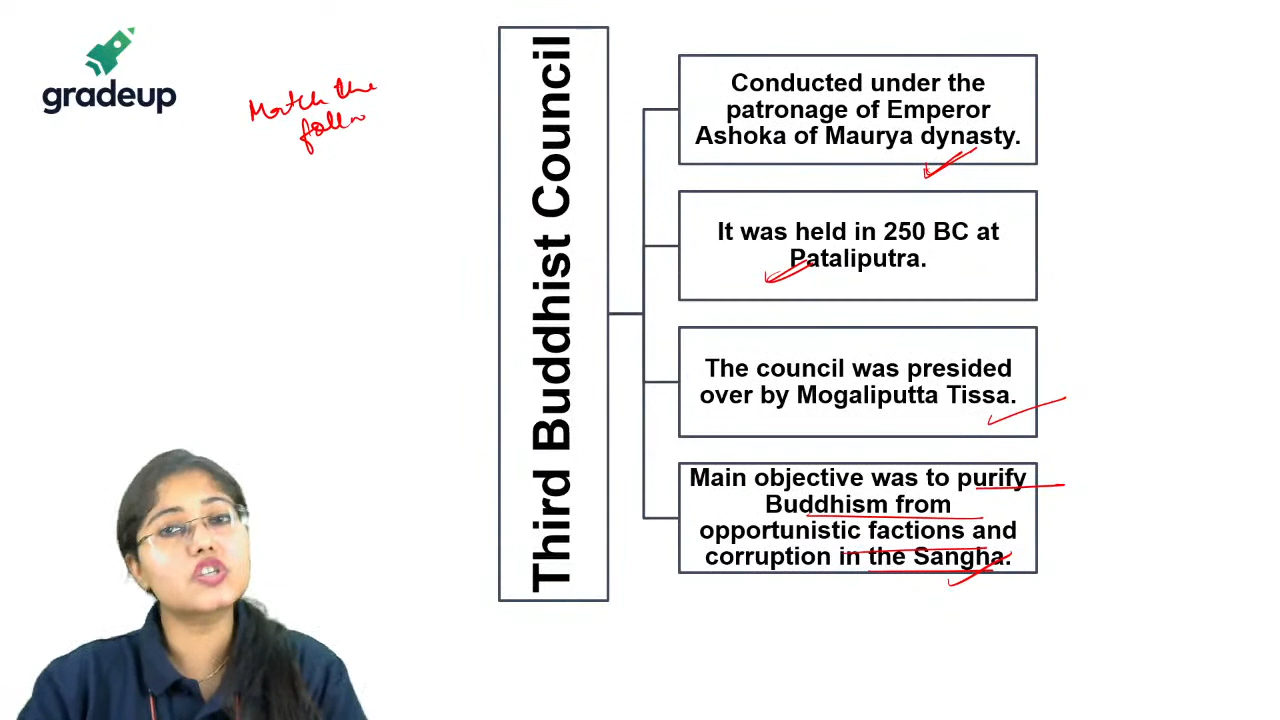 gradeup
Match the
follo
Third Buddhist Council
Conducted under the
patronage of Emperor
Ashoka of Maurya dynasty.
It was held in 250 BC at
Pataliputra.
The council was presided
over by Mogaliputta Tissa.
Main objective was to purify
Buddhism from
opportunistic factions and
corruption in the Sangha.